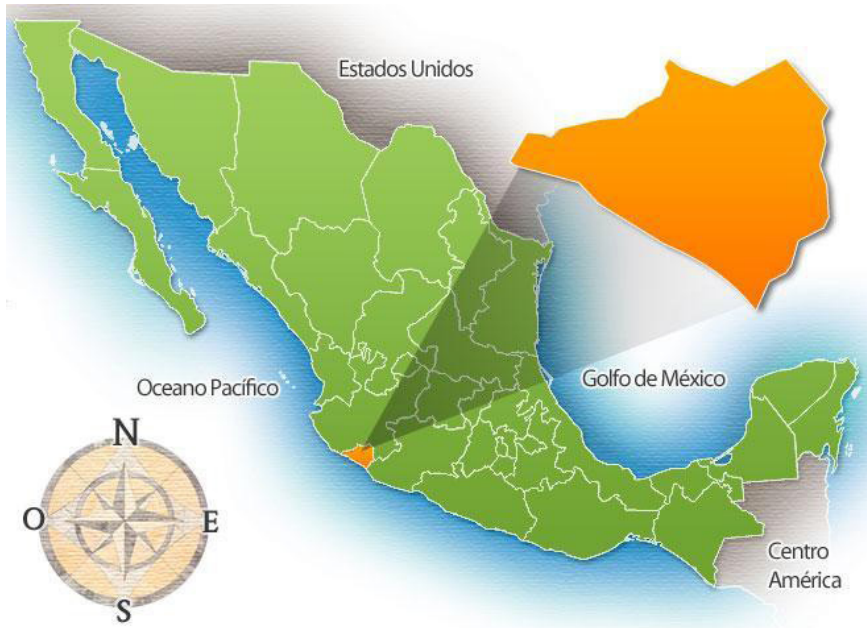 Estados Unidos
Oceano Pacífico
Golfo de México
N
O
E
S
Centro
América